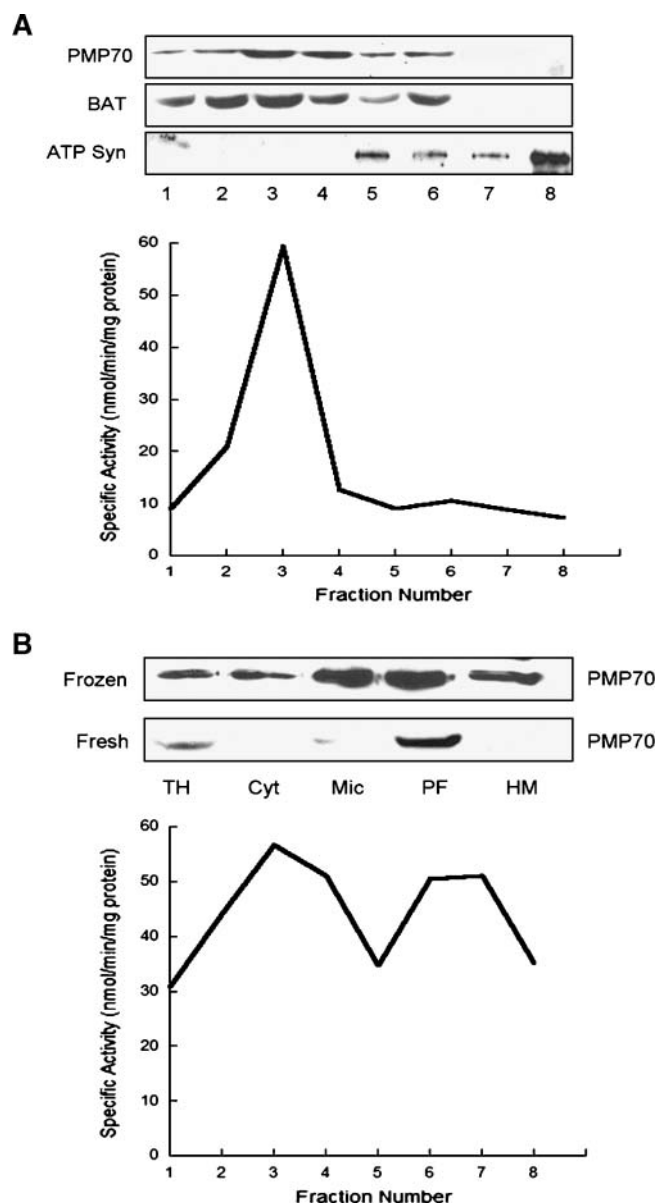 A
PMP70
BAT
ATP Syn
1 2 3 4 5 6 7 8
Specific Activity (nmol/min/mg protein)
60
50
40
30
20
10
0
1 2 3 4 5 6 7 8
Fraction Number
B
Frozen PMP70
Fresh PMP70
TH Cyt Mic PF HM
Specific Activity (nmol/min/mg protein)
60
50
40
30
20
10
0
1 2 3 4 5 6 7 8
Fraction Number